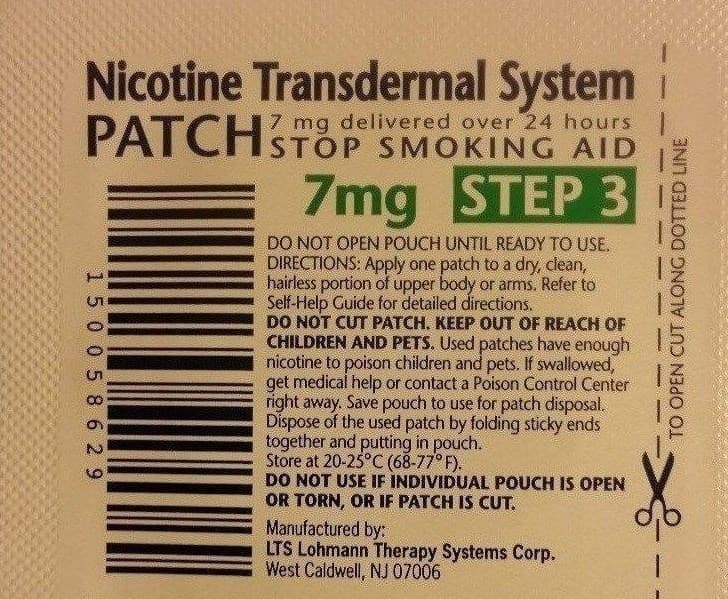 Nicotine Transdermal System
PATCH 7 mg delivered over 24 hours
STOP SMOKING AID
7mg STEP 3
DO NOT OPEN POUCH UNTIL READY TO USE.
DIRECTIONS: Apply one patch to a dry, clean,
hairless portion of upper body or arms. Refer to
Self-Help Guide for detailed directions.
DO NOT CUT PATCH. KEEP OUT OF REACH OF
CHILDREN AND PETS. Used patches have enough
nicotine to poison children and pets. If swallowed,
get medical help or contact a Poison Control Center
right away. Save pouch to use for patch disposal.
Dispose of the used patch by folding sticky ends
together and putting in pouch.
Store at 20-25°C (68-77°F).
DO NOT USE IF INDIVIDUAL POUCH IS OPEN
OR TORN, OR IF PATCH IS CUT.
Manufactured by:
LTS Lohmann Therapy Systems Corp.
West Caldwell, NJ 07006
150058629
TO OPEN CUT ALONG DOTTED LINE